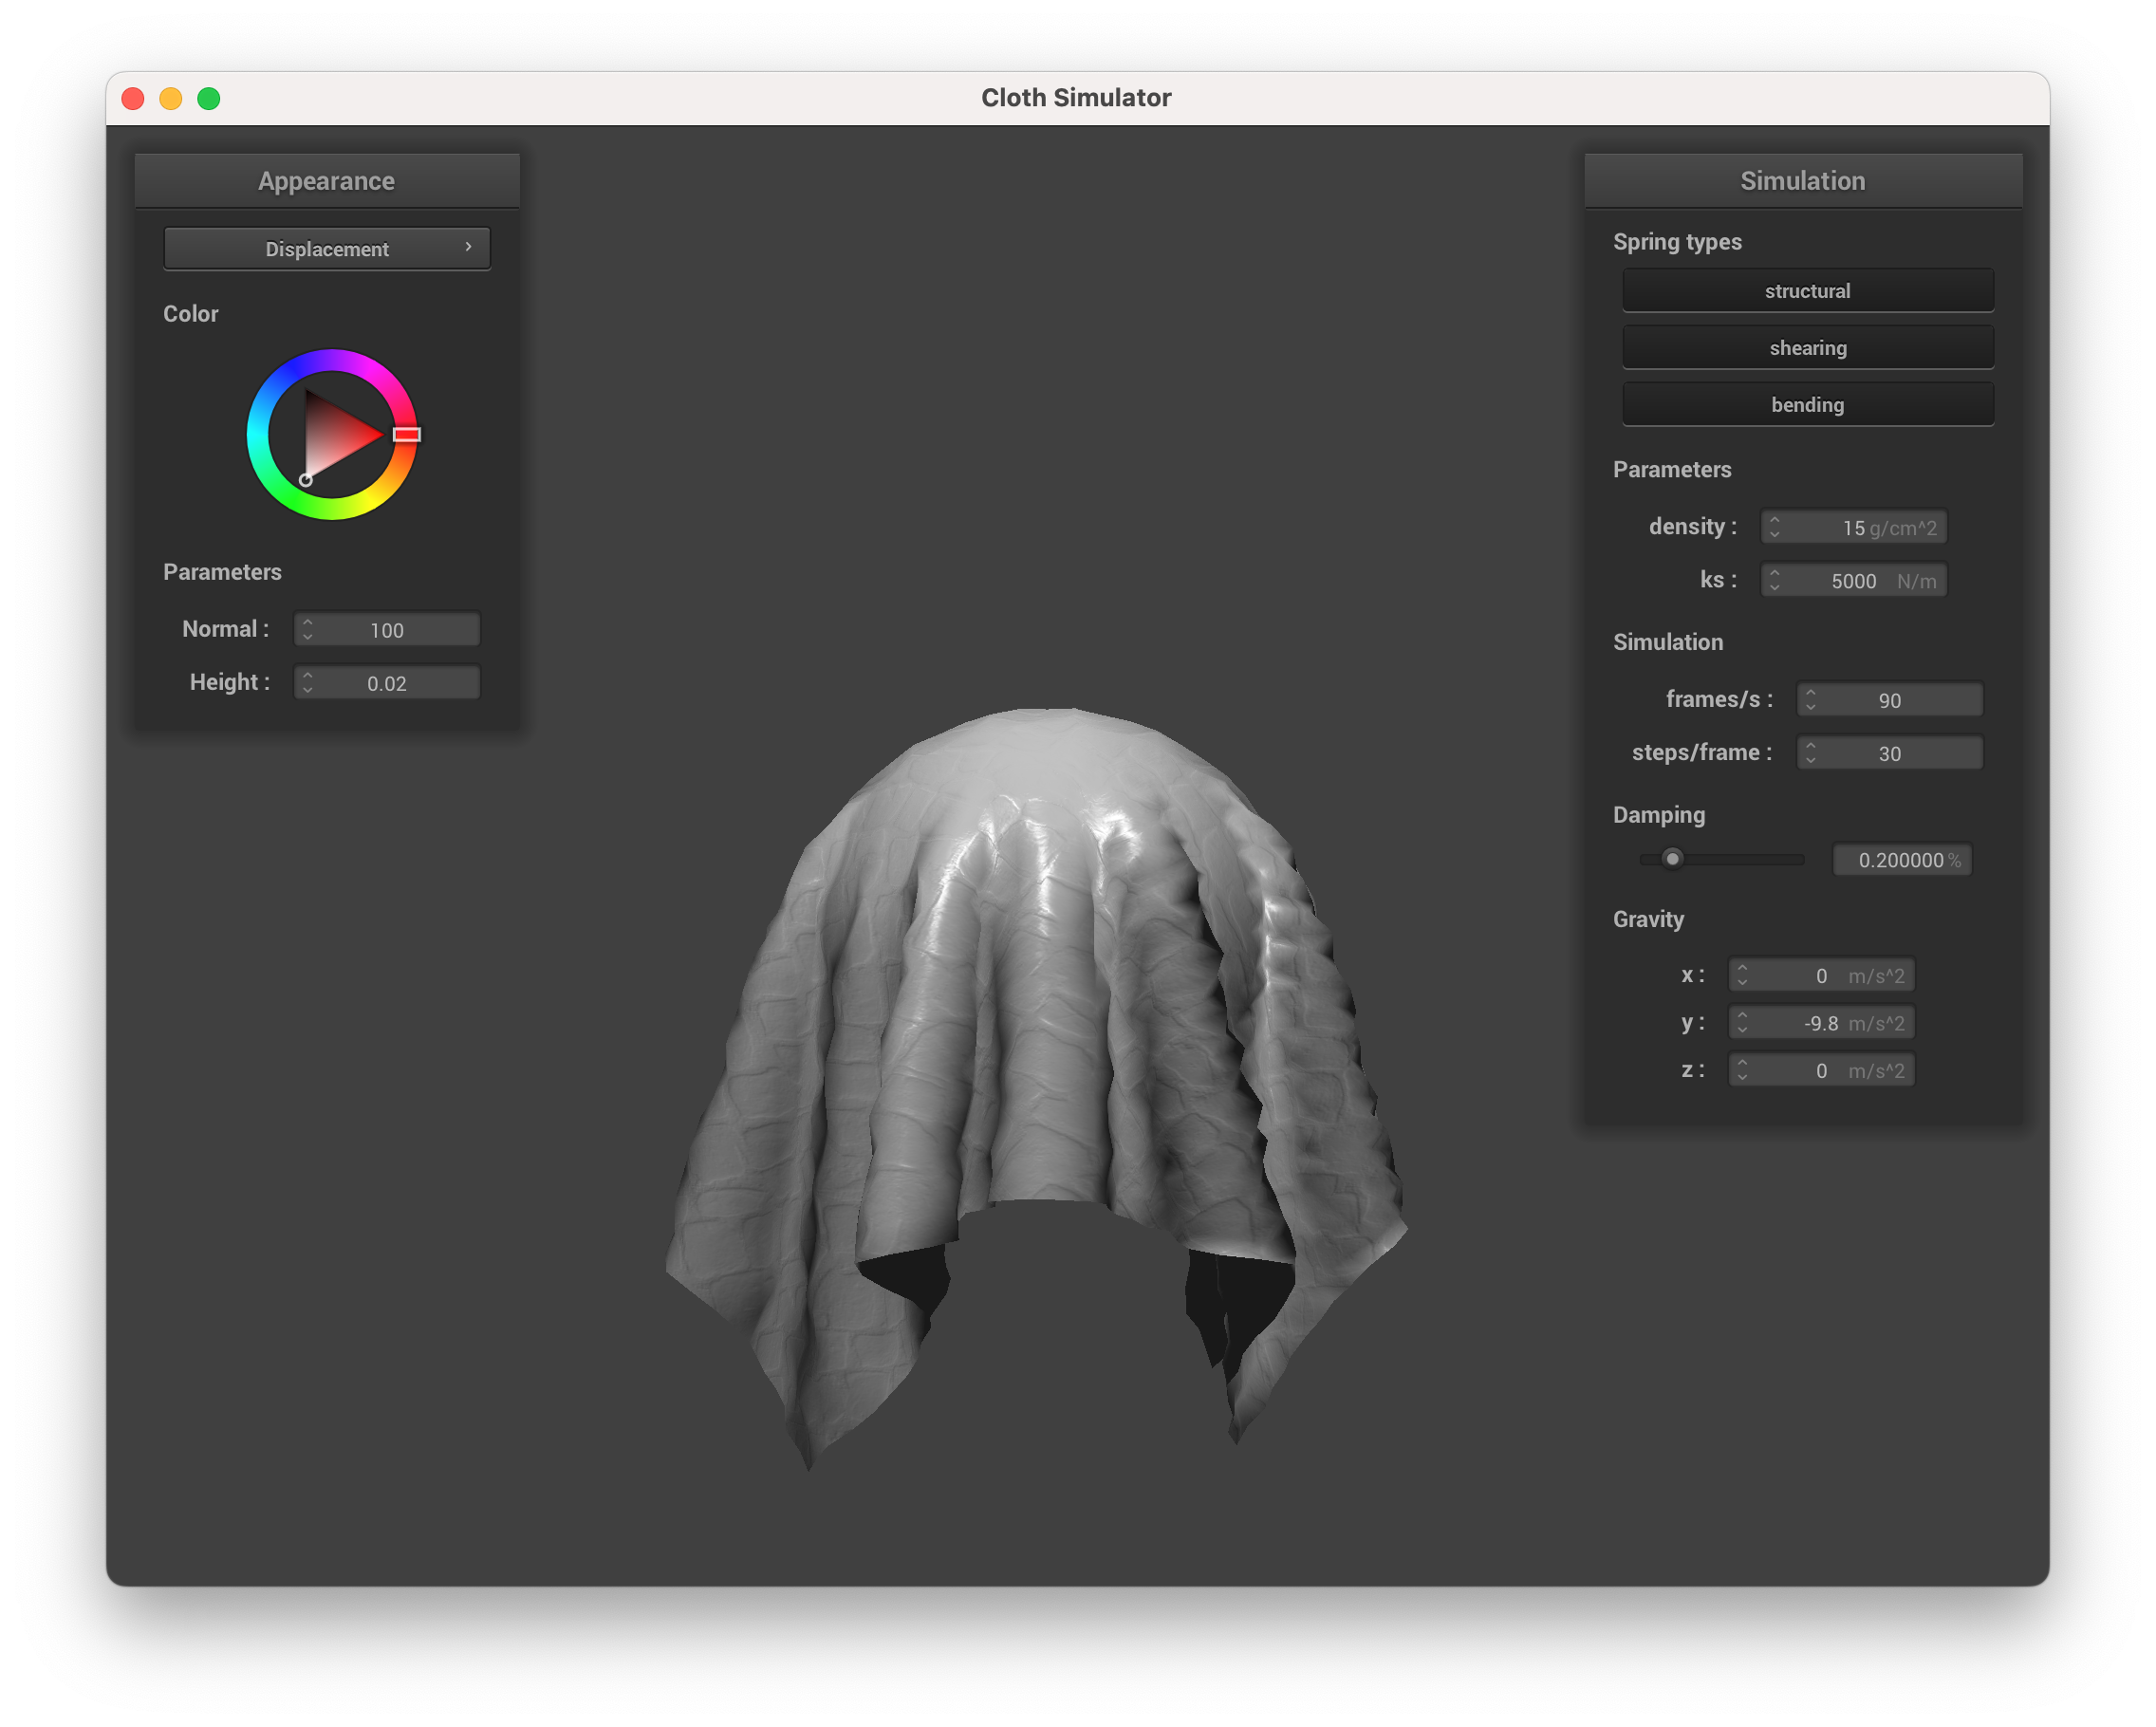 Cloth Simulator
Appearance
Displacement
Color
Parameters
Normal : 100
Height : 0.02
Simulation
Spring types
structural
shearing
bending
Parameters
density : 15 g/cm^2
ks : 5000 N/m
Simulation
frames/s : 90
steps/frame : 30
Damping
0.200000 %
Gravity
x : 0 m/s^2
y : -9.8 m/s^2
z : 0 m/s^2